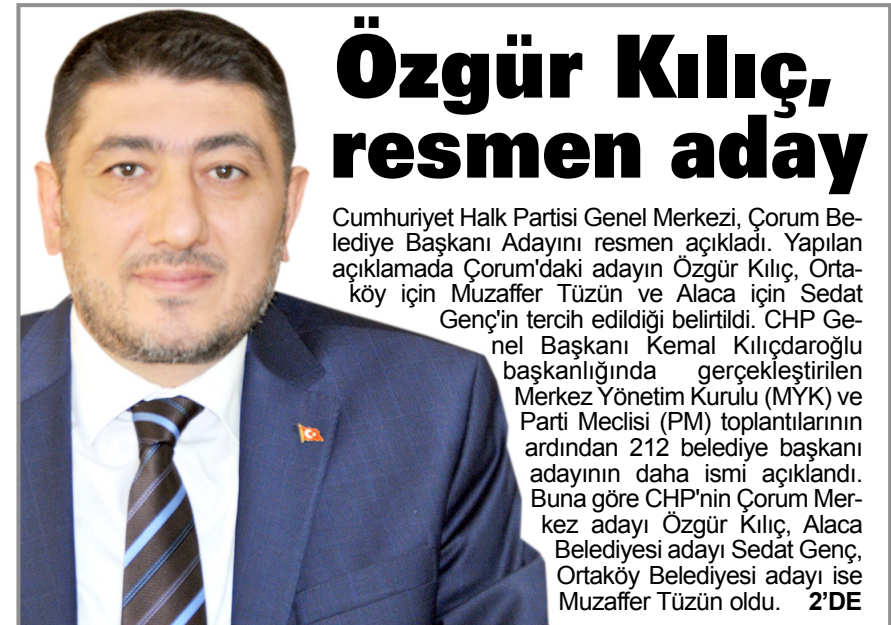 Özgür Kılıç,
resmen aday
Cumhuriyet Halk Partisi Genel Merkezi, Çorum Be-
lediye Başkanı Adayını resmen açıkladı. Yapılan
açıklamada Çorum'daki adayın Özgür Kılıç, Orta-
köy için Muzaffer Tüzün ve Alaca için Sedat
Genç'in tercih edildiği belirtildi. CHP Ge-
nel Başkanı Kemal Kılıçdaroğlu
başkanlığında gerçekleştirilen
Merkez Yönetim Kurulu (MYK) ve
Parti Meclisi (PM) toplantılarının
ardından 212 belediye başkanı
adayının daha ismi açıklandı.
Buna göre CHP'nin Çorum Mer-
kez adayı Özgür Kılıç, Alaca
Belediyesi adayı Sedat Genç,
Ortaköy Belediyesi adayı ise
Muzaffer Tüzün oldu. 2’DE